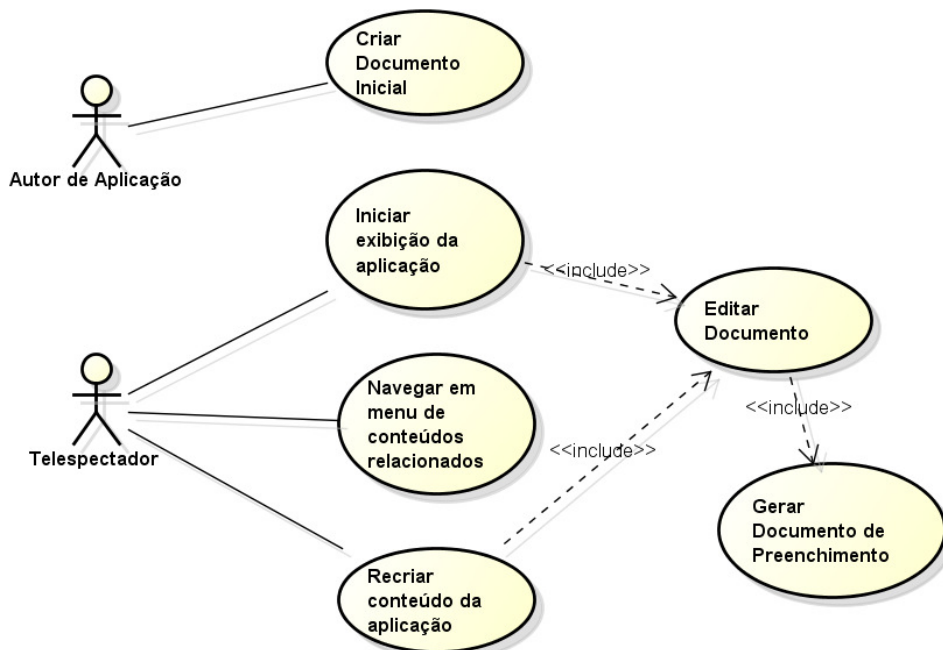 Criar
Documento
Inicial
Autor de Aplicação
Iniciar
exibição da
aplicação
<<include>>
Editar
Documento
Navegar em
menu de
conteúdos
relacionados
<<include>>
<<include>>
Telespectador
Gerar
Documento de
Preenchimento
Recriar
conteúdo da
aplicação